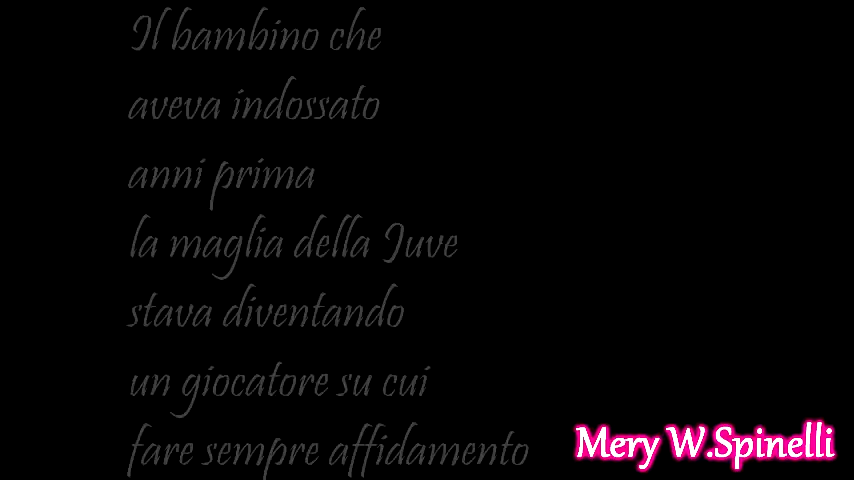 Il bambino che
aveva indossato
anni prima
la maglia della Juve
stava diventando
un giocatore su cui
fare sempre affidamento
Mery W.Spinelli